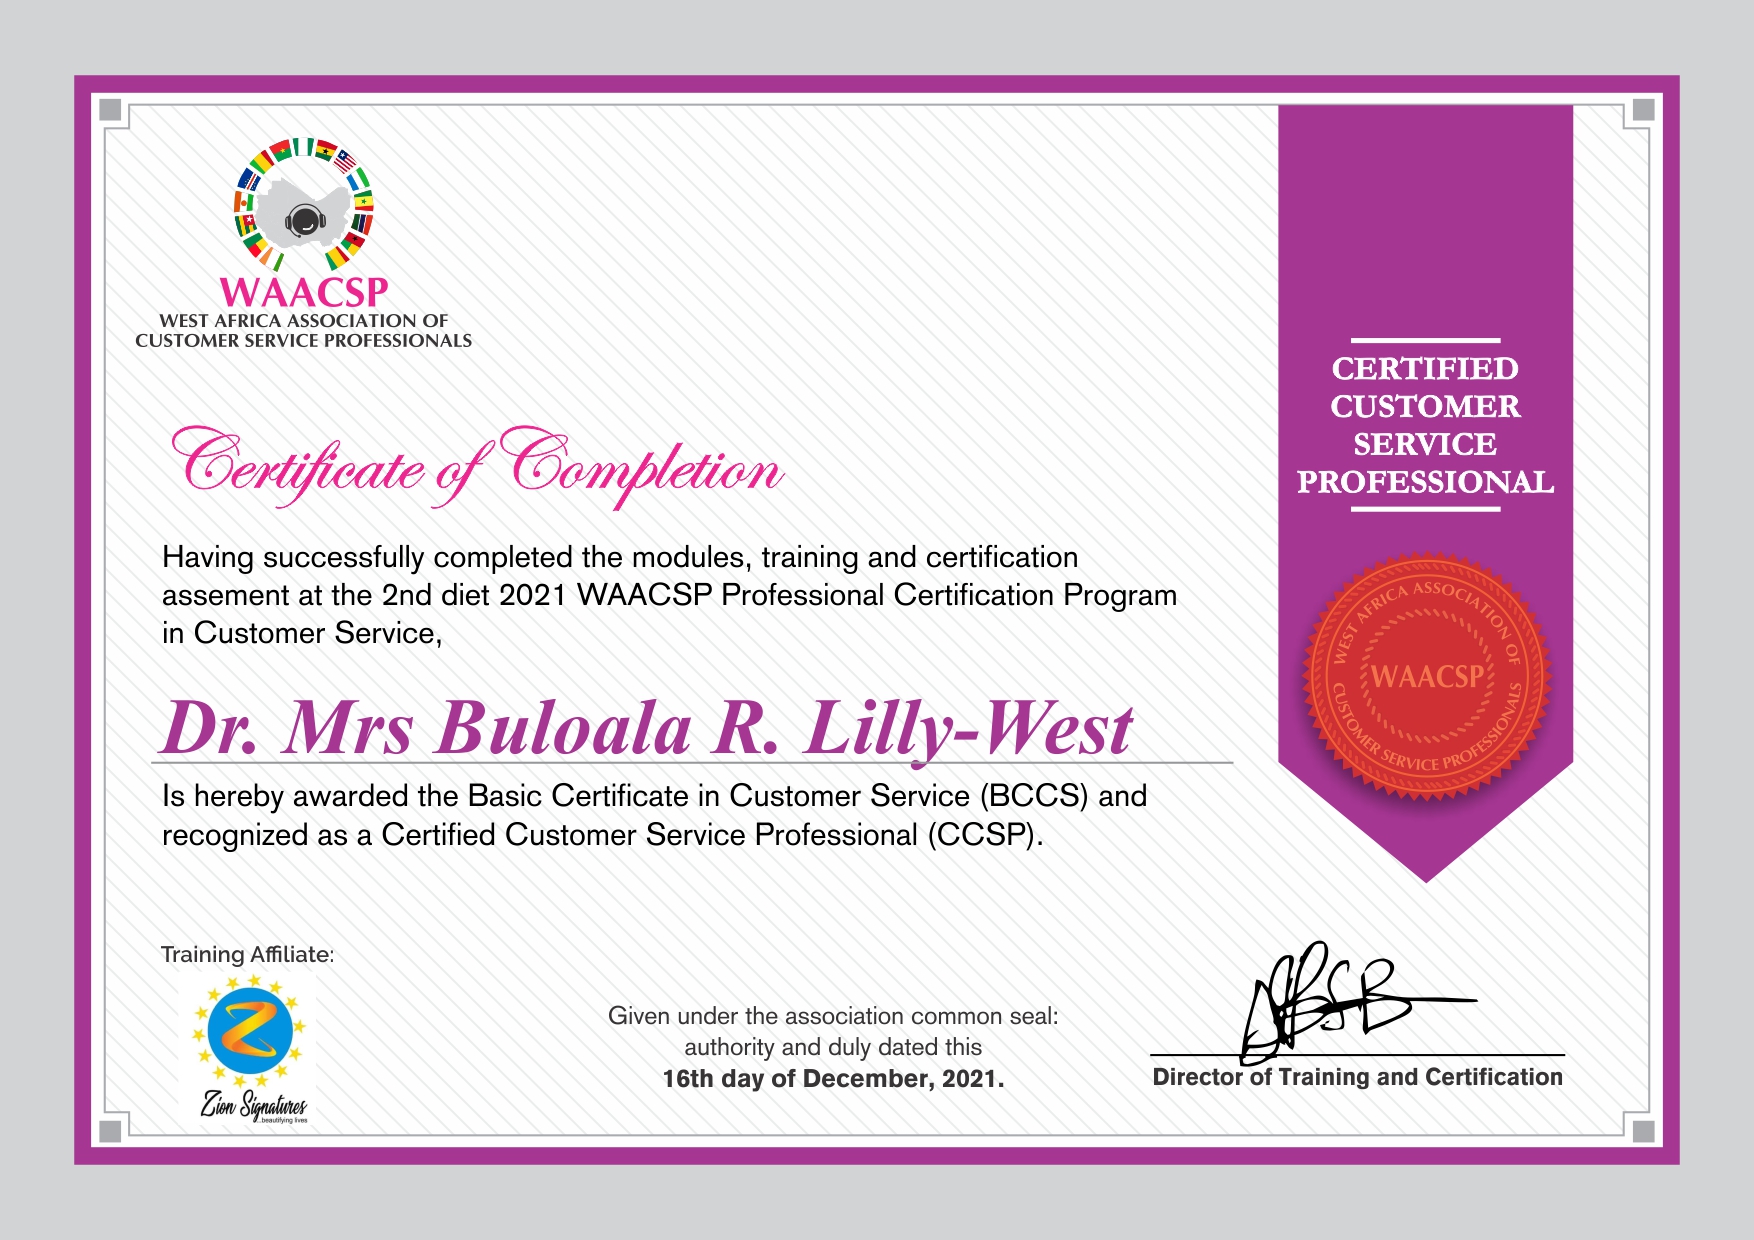 WAACSP
WEST AFRICA ASSOCIATION OF
CUSTOMER SERVICE PROFESSIONALS
CERTIFIED
CUSTOMER
SERVICE
PROFESSIONAL
Certificate of Completion
Having successfully completed the modules, training and certification
assement at the 2nd diet 2021 WAACSP Professional Certification Program
in Customer Service,
WEST AFRICA ASSOCIATION OF
WAACSP
CUSTOMER SERVICE PROFESSIONALS
Dr. Mrs Buloala R. Lilly-West
Is hereby awarded the Basic Certificate in Customer Service (BCCS) and
recognized as a Certified Customer Service Professional (CCSP).
Training Affiliate:
Zion Signatures
...beautifying lives
Given under the association common seal:
authority and duly dated this
16th day of December, 2021.
Director of Training and Certification